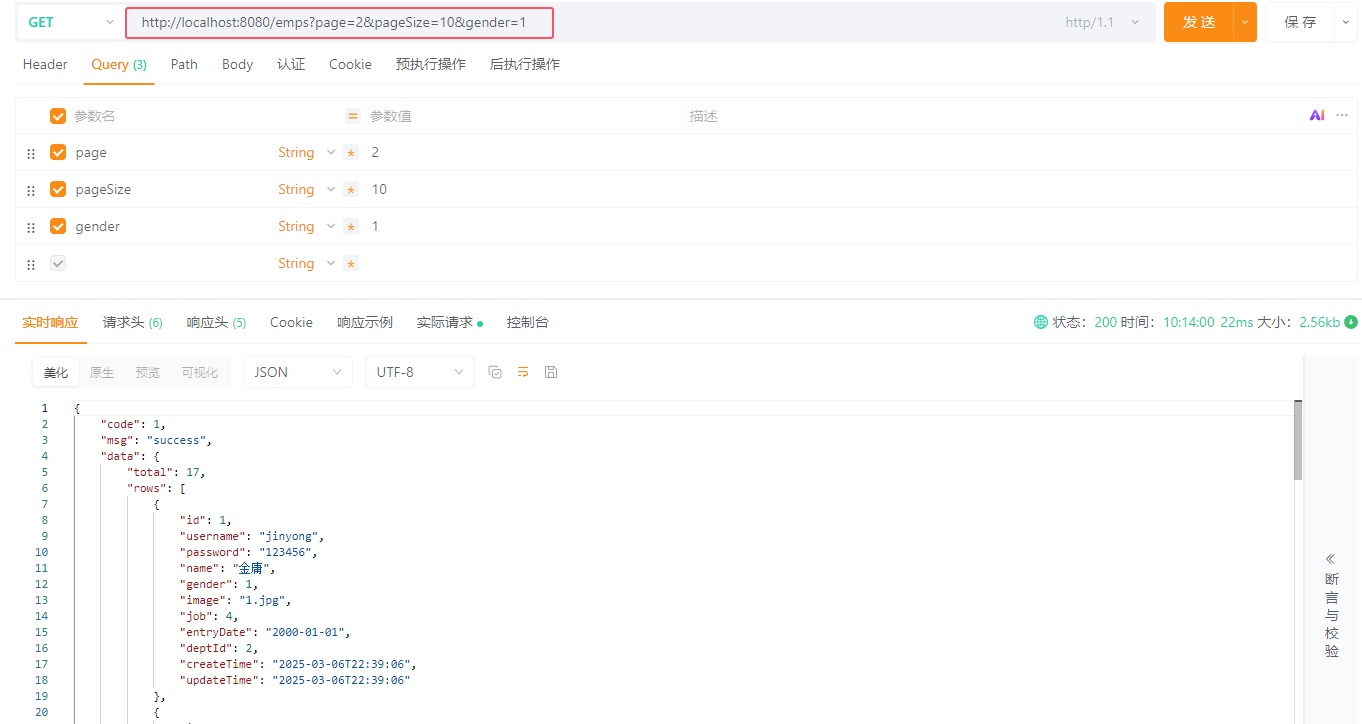 GET http://localhost:8080/emps?page=2&pageSize=10&gender=1 http/1.1 发 送 保 存
Header Query (3) Path Body 认证 Cookie 预执行操作 后执行操作
参数名 = 参数值 描述 AI ···
page String * 2
pageSize String * 10
gender String * 1
String *
实时响应 请求头 (6) 响应头 (5) Cookie 响应示例 实际请求 控制台 状态： 200 时间： 10:14:00 22ms 大小： 2.56kb
美化 原生 预览 可视化 JSON UTF-8
1 {
2 "code": 1,
3 "msg": "success",
4 "data": {
5 "total": 17,
6 "rows": [
7 {
8 "id": 1,
9 "username": "jinyong",
10 "password": "123456",
11 "name": "金庸",
12 "gender": 1,
13 "image": "1.jpg",
14 "job": 4,
15 "entryDate": "2000-01-01",
16 "deptId": 2,
17 "createTime": "2025-03-06T22:39:06",
18 "updateTime": "2025-03-06T22:39:06"
19 },
20 {
断言与校验